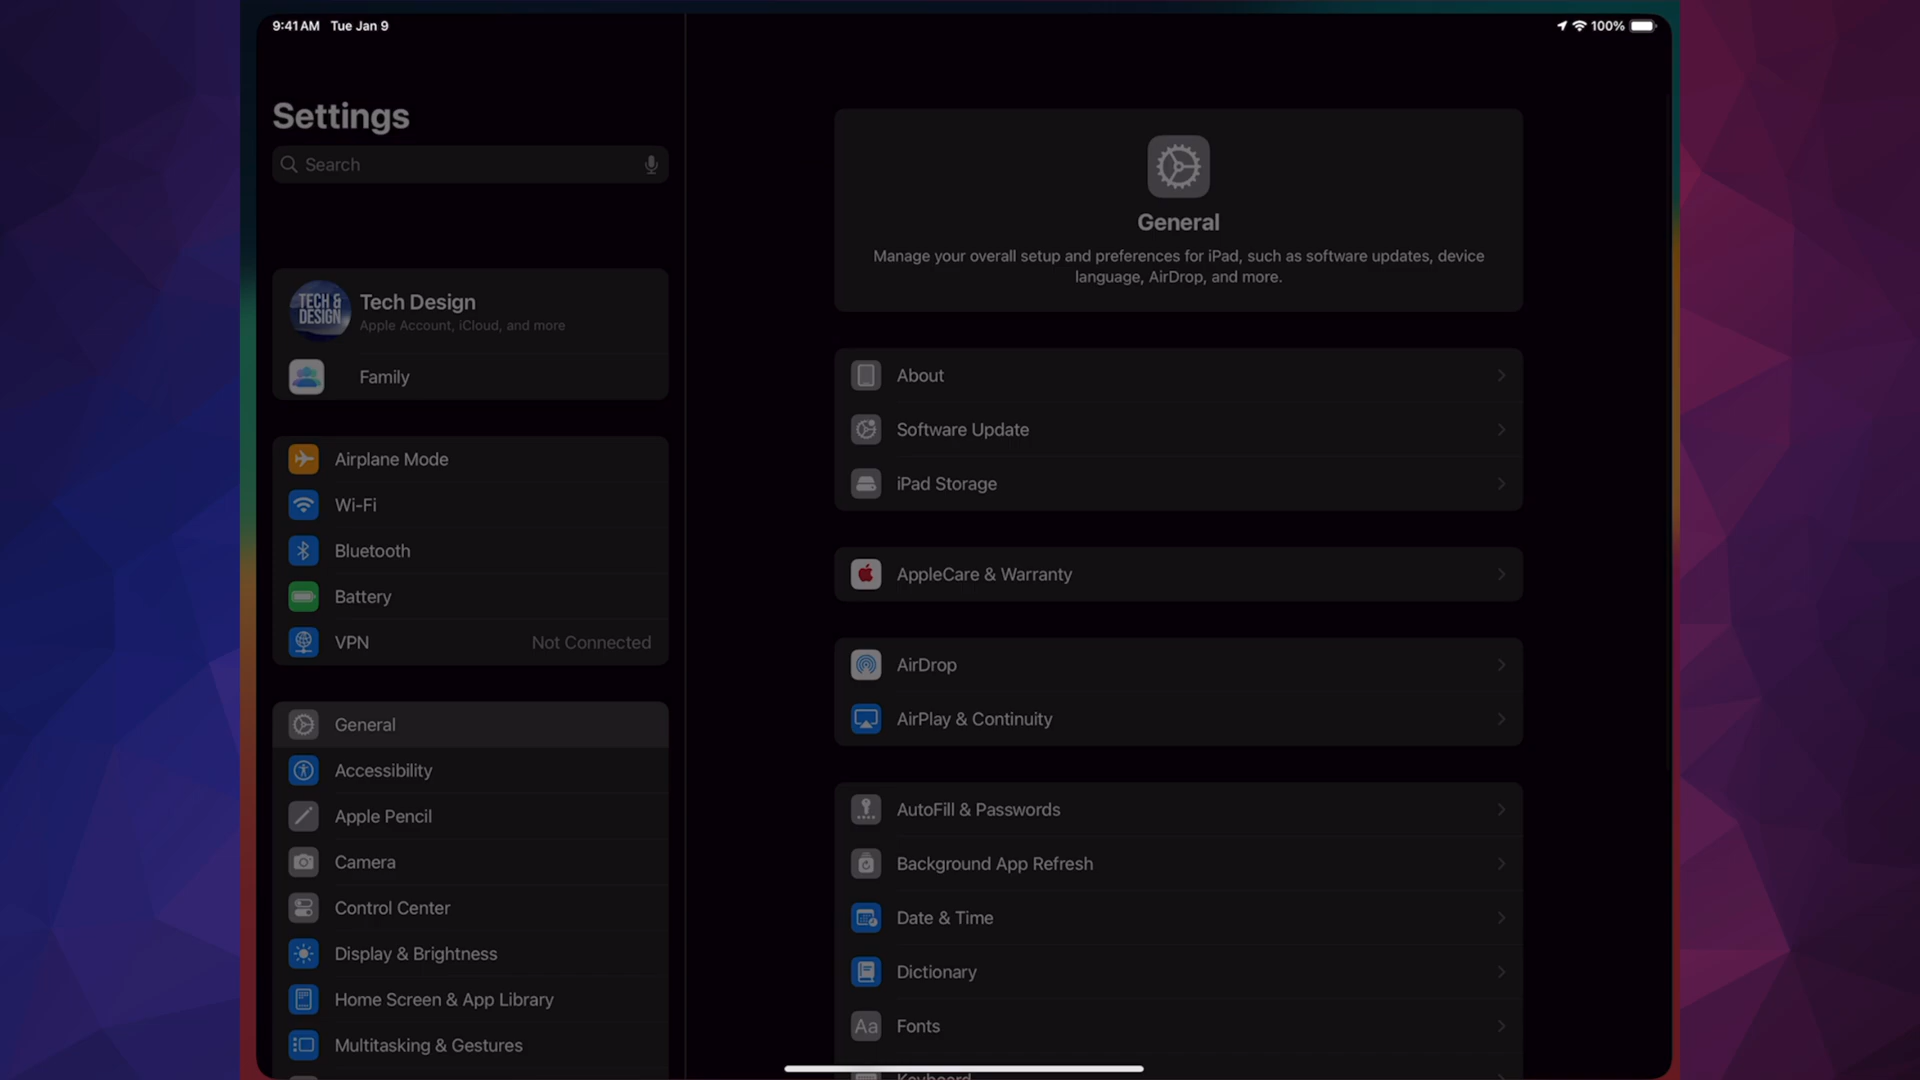 9:41 AM Tue Jan 9
100%
Settings
Search
TECH &
DESIGN
Tech Design
Apple Account, iCloud, and more
Family
Airplane Mode
Wi-Fi
Bluetooth
Battery
VPN Not Connected
General
Accessibility
Apple Pencil
Camera
Control Center
Display & Brightness
Home Screen & App Library
Multitasking & Gestures
General
Manage your overall setup and preferences for iPad, such as software updates, device
language, AirDrop, and more.
About
Software Update
iPad Storage
AppleCare & Warranty
AirDrop
AirPlay & Continuity
AutoFill & Passwords
Background App Refresh
Date & Time
Dictionary
Aa Fonts
Keyboard